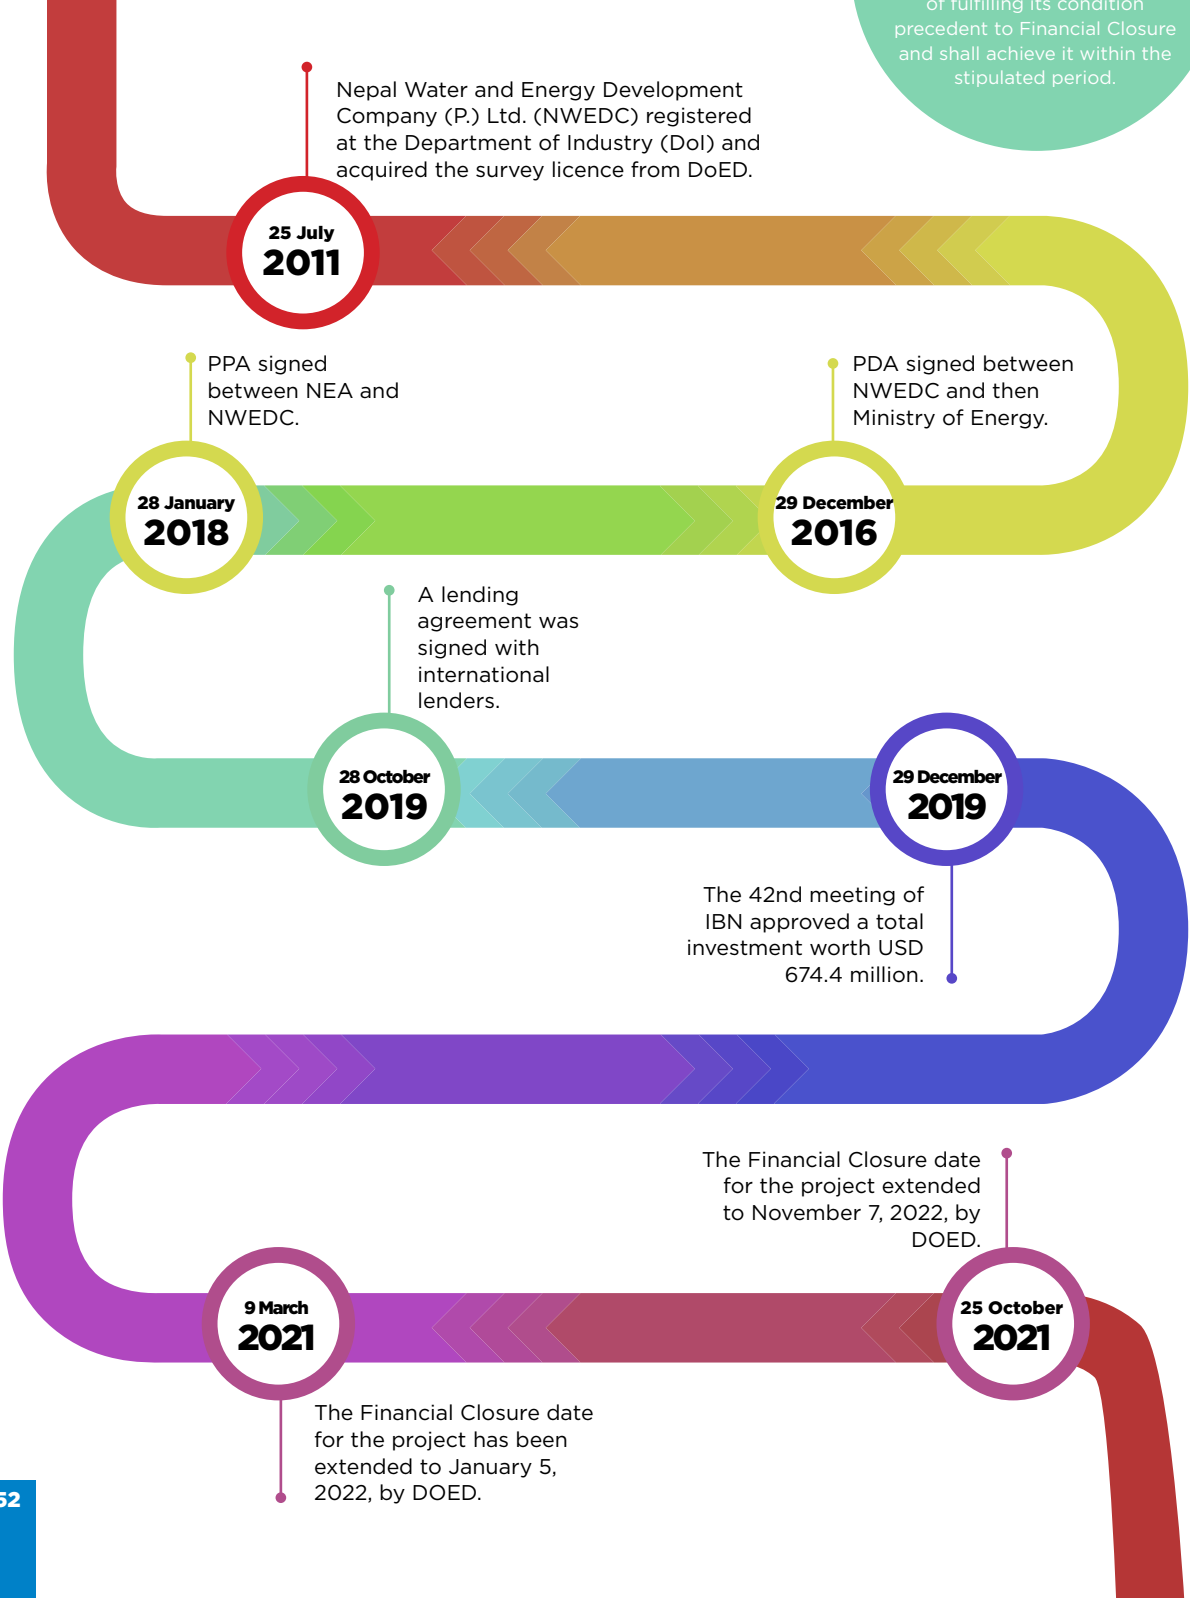 of fulfilling its condition
precedent to Financial Closure
and shall achieve it within the
stipulated period.
Nepal Water and Energy Development
Company (P.) Ltd. (NWEDC) registered
at the Department of Industry (DoI) and
acquired the survey licence from DoED.
25 July
2011
PDA signed between
NWEDC and then
Ministry of Energy.
29 December
2016
PPA signed
between NEA and
NWEDC.
28 January
2018
A lending
agreement was
signed with
international
lenders.
28 October
2019
29 December
2019
The 42nd meeting of
IBN approved a total
investment worth USD
674.4 million.
9 March
2021
The Financial Closure date
for the project has been
extended to January 5,
2022, by DOED.
The Financial Closure date
for the project extended
to November 7, 2022, by
DOED.
25 October
2021
52